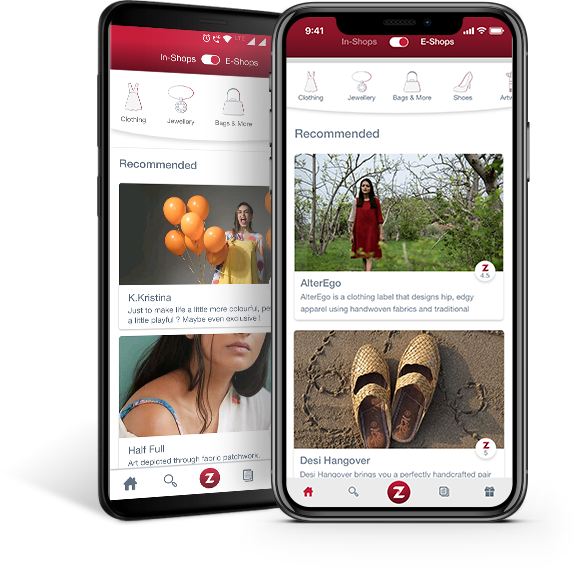 LTE
In-Shops E-Shops
Clothing
Jewellery
Bags & More
Recommended
K.Kristina
Just to make life a little more colourful,
a little playful ? Maybe even exclusive !
Half Full
Art depicted through fabric patchwork,
Z
9:41
In-Shops E-Shops
Clothing
Jewellery
Bags & More
Shoes
Recommended
Z
4.5
AlterEgo
AlterEgo is a clothing label that designs hip, edgy
apparel using handwoven fabrics and traditional
Z
5
Desi Hangover
Desi Hangover brings you a perfectly handcrafted pair
Z